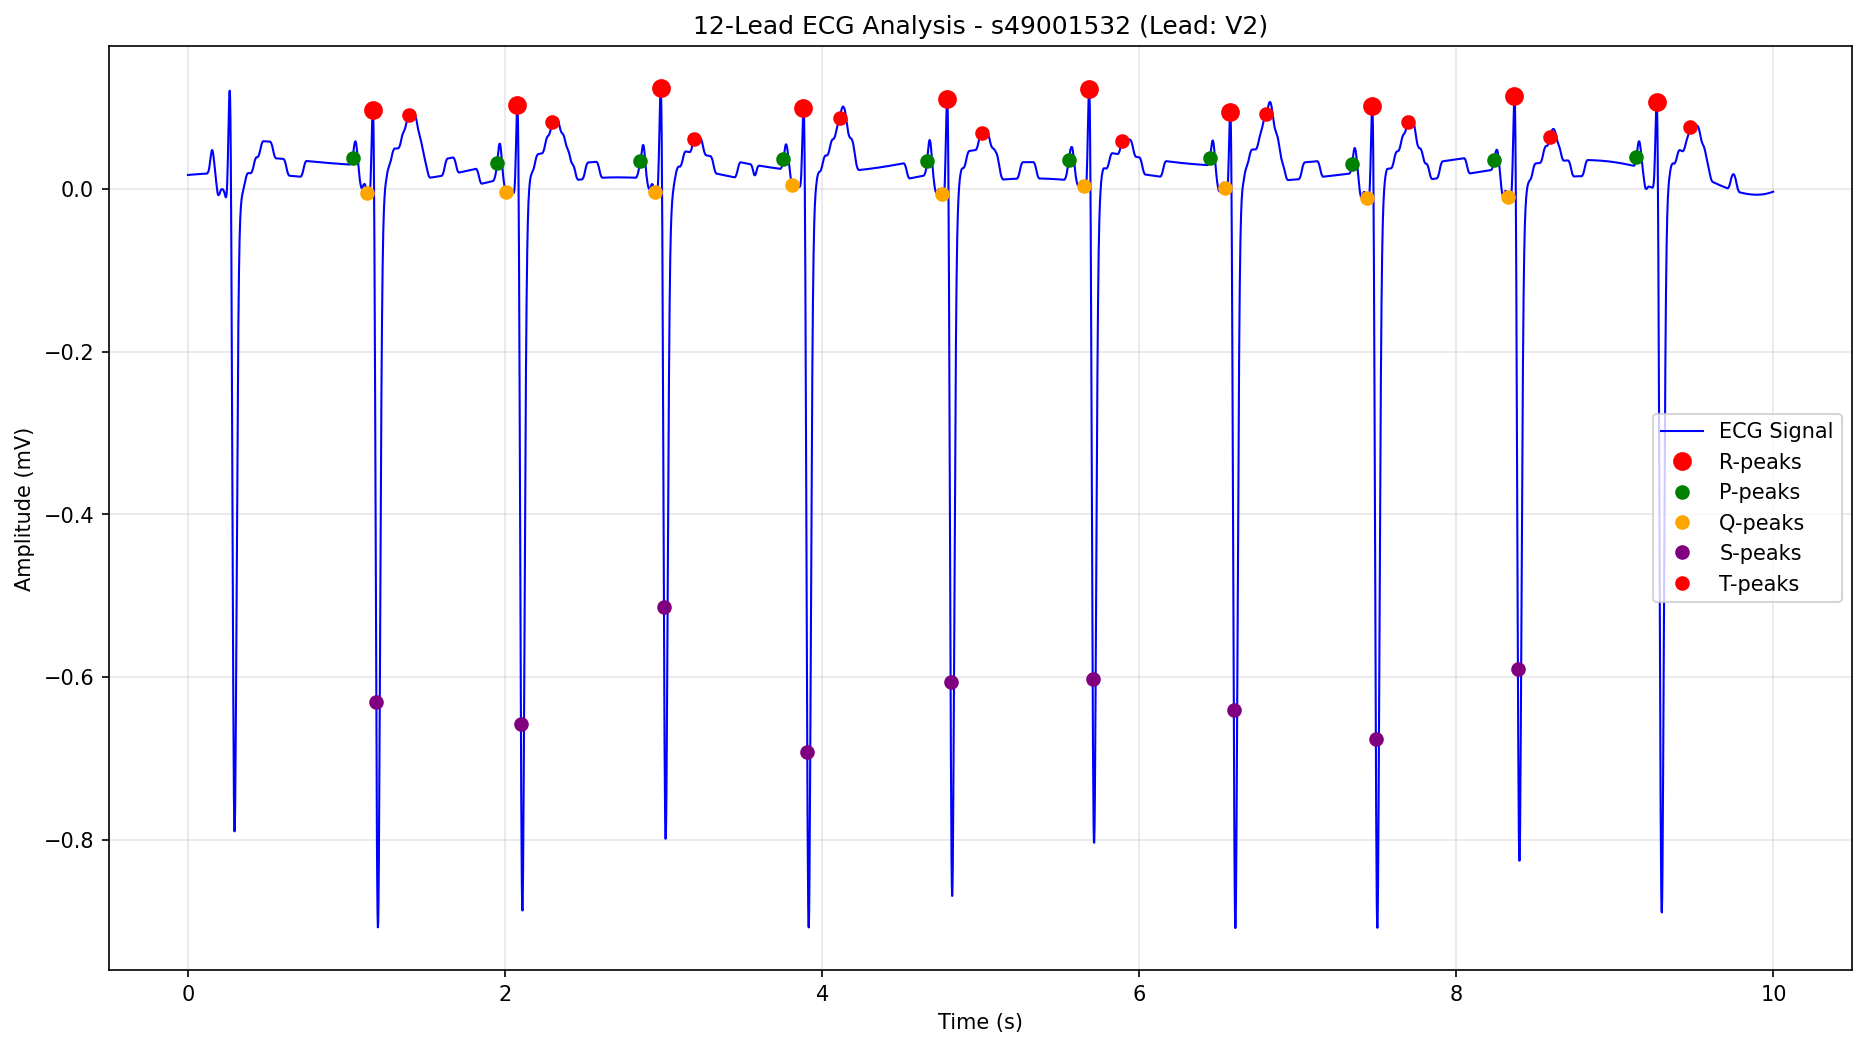 12-Lead ECG Analysis - s49001532 (Lead: V2)
Amplitude (mV)
0.0
−0.2
−0.4
−0.6
−0.8
ECG Signal
R-peaks
P-peaks
Q-peaks
S-peaks
T-peaks
0 2 4 6 8 10
Time (s)